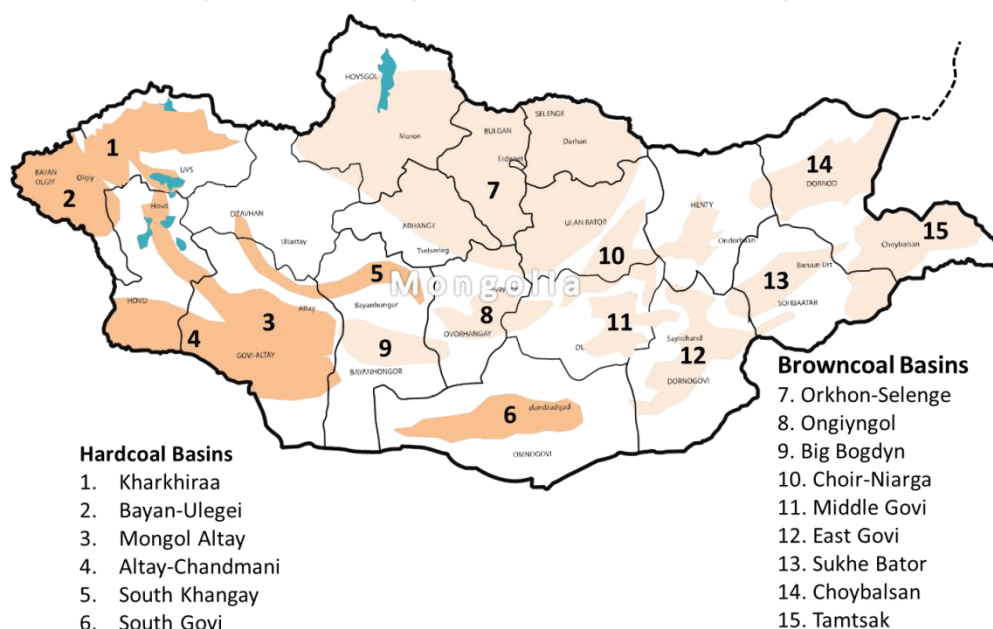 HOVSGOL
SELENGE
BULGAN
Moron
Darhan
Erdenet
1
14
DORNOD
UVS
BAYAN
OLGIY
Olgiy
2
7
Hovd
HENTY
DZAVHAN
ARHANGY
ULAN BATOR
15
Uliastay
Tsetserleg
10
Ondorhaan
Choybalsan
Baruun Urt
5
Mongolia
13
HOVD
Altay
Bayanhongor
SOHBAATAR
3
8
11
4
OVORHANGAY
Saynshand
GOVI-ALTAY
9
12
BAYANHONGOR
DORNOGOVI
6
alandzadgad
OMNOGOVI
Hardcoal Basins
1. Kharkhiraa
2. Bayan-Ulegei
3. Mongol Altay
4. Altay-Chandmani
5. South Khangay
6. South Govi
Browncoal Basins
7. Orkhon-Selenge
8. Ongiyngol
9. Big Bogdyn
10. Choir-Niarga
11. Middle Govi
12. East Govi
13. Sukhe Bator
14. Choybalsan
15. Tamtsak